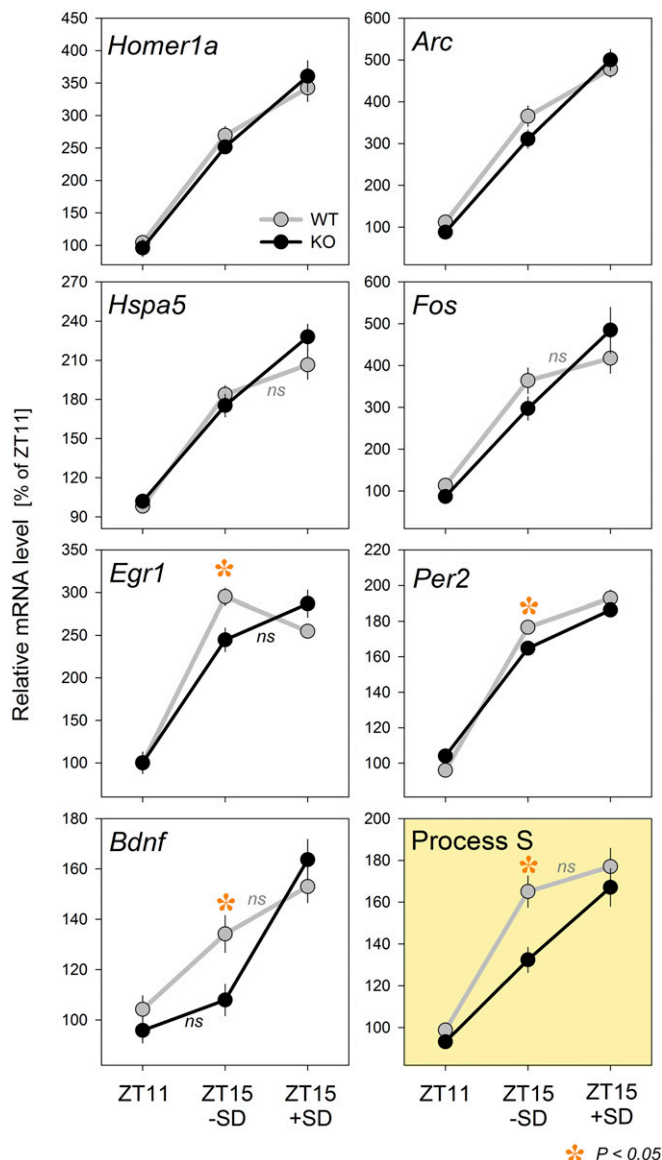 Relative mRNA level [% of ZT11]
Homer1a
450
400
350
300
250
200
150
100
WT
KO
Arc
600
500
400
300
200
100
Hspa5
270
240
210
180
150
120
90
ns
Fos
600
500
400
300
200
100
ns
Egr1
350
300
250
200
150
100
*
ns
Per2
220
200
180
160
140
120
100
*
Bdnf
180
160
140
120
100
*
ns
ns
Process S
200
180
160
140
120
100
*
ns
ZT11
ZT15
-SD
ZT15
+SD
ZT11
ZT15
-SD
ZT15
+SD
* P < 0.05